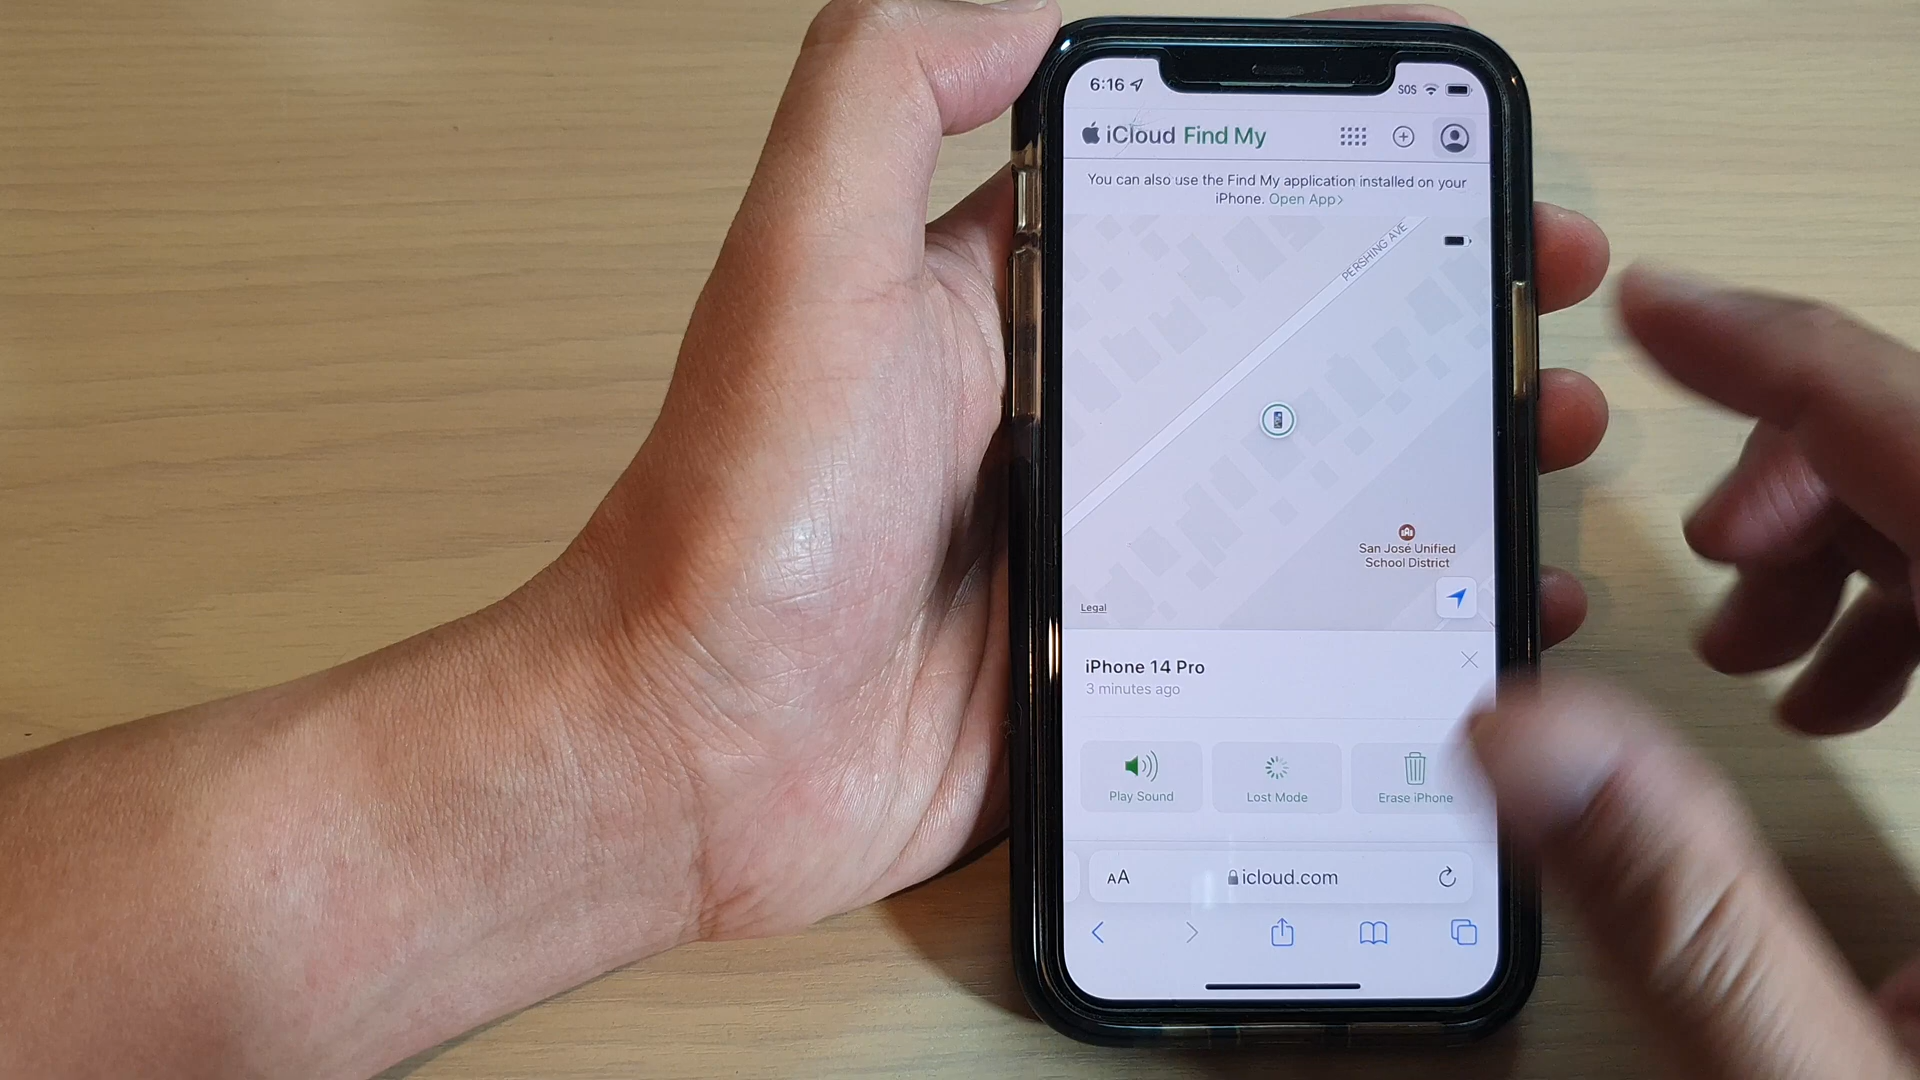 6:16
SOS
iCloud Find My
You can also use the Find My application installed on your
iPhone. Open App>
PERSHING AVE
San José Unified
School District
Legal
iPhone 14 Pro
3 minutes ago
Play Sound
Lost Mode
Erase iPhone
AA
icloud.com